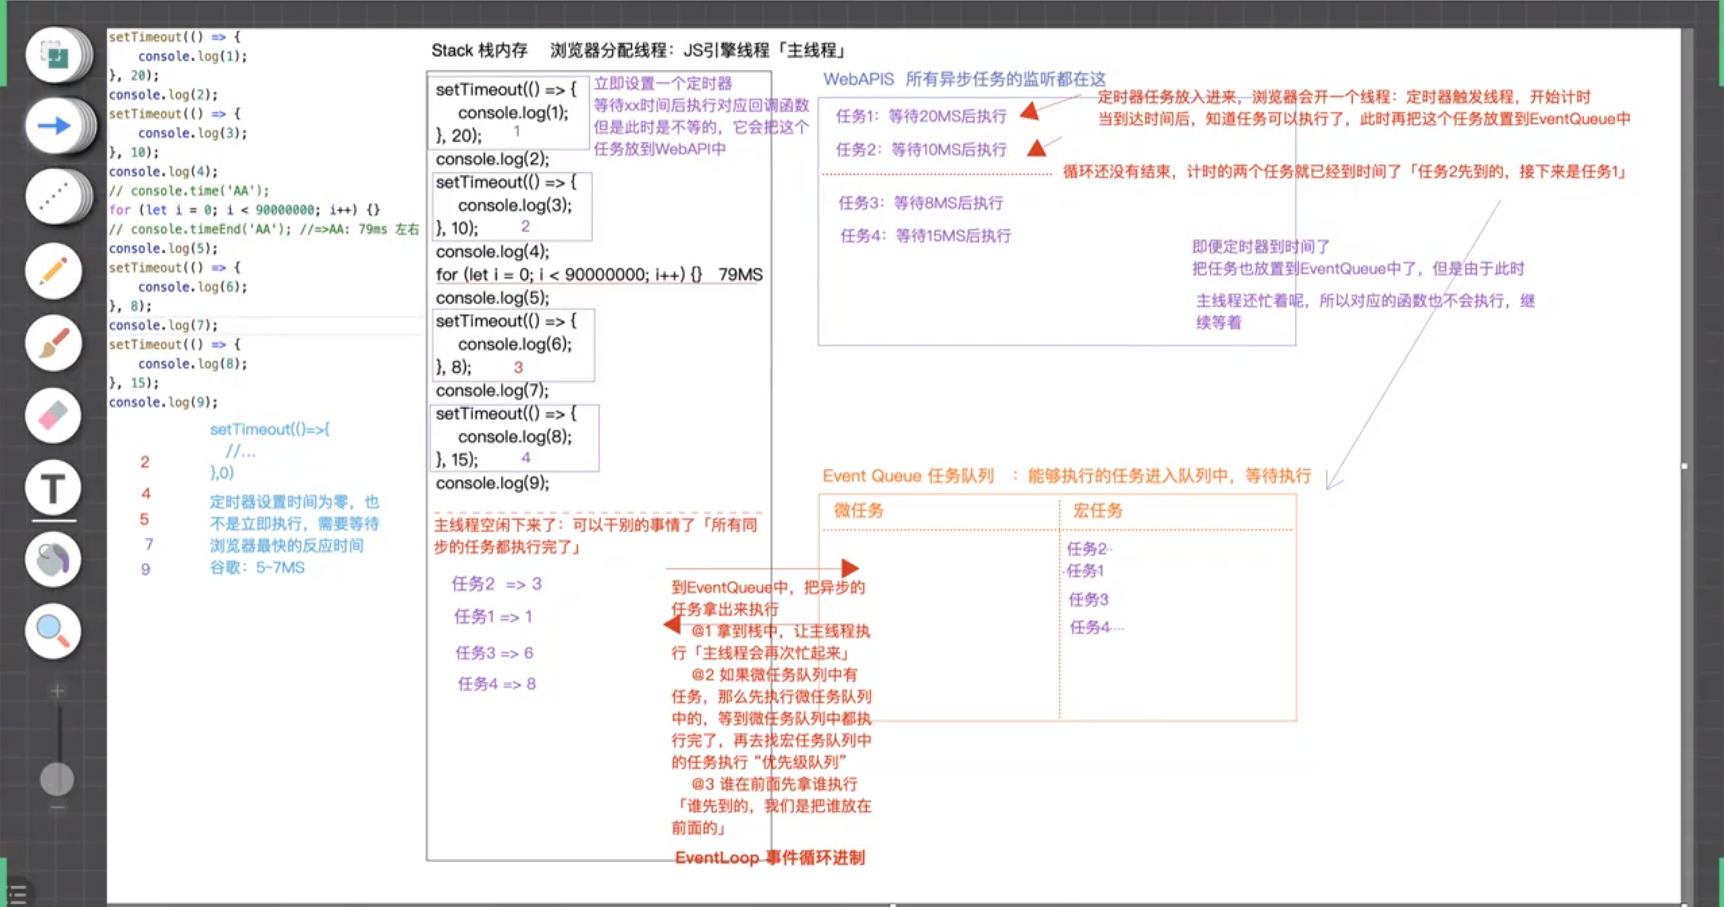 setTimeout(() => {
console.log(1);
}, 20);
console.log(2);
setTimeout(() => {
console.log(3);
}, 10);
console.log(4);
// console.time('AA');
for (let i = 0; i < 90000000; i++) {}
// console.timeEnd('AA'); //=>AA: 79ms 左右
console.log(5);
setTimeout(() => {
console.log(6);
}, 8);
console.log(7);
setTimeout(() => {
console.log(8);
}, 15);
console.log(9);
2
4
5
7
9
setTimeout(()=>{
//...
},0)
定时器设置时间为零，也
不是立即执行，需要等待
浏览器最快的反应时间
谷歌：5~7MS
T
Stack 栈内存 浏览器分配线程：JS引擎线程「主线程」
setTimeout(() => {
console.log(1);
}, 20); 1
console.log(2);
setTimeout(() => {
console.log(3);
}, 10); 2
console.log(4);
for (let i = 0; i < 90000000; i++) {} 79MS
console.log(5);
setTimeout(() => {
console.log(6);
}, 8); 3
console.log(7);
setTimeout(() => {
console.log(8);
}, 15); 4
console.log(9);
立即设置一个定时器
等待xx时间后执行对应回调函数
但是此时是不等的，它会把这个
任务放到WebAPI中
主线程空闲下来了：可以干别的事情了「所有同
步的任务都执行完了」
任务2 => 3
任务1 => 1
任务3 => 6
任务4 => 8
到EventQueue中，把异步的
任务拿出来执行
@1 拿到栈中，让主线程执
行「主线程会再次忙起来」
@2 如果微任务队列中有
任务，那么先执行微任务队列
中的，等到微任务队列中都执
行完了，再去找宏任务队列中
的任务执行“优先级队列”
@3 谁在前面先拿谁执行
「谁先到的，我们是把谁放在
前面的」
EventLoop 事件循环进制
WebAPIS 所有异步任务的监听都在这
任务1：等待20MS后执行
任务2：等待10MS后执行
任务3：等待8MS后执行
任务4：等待15MS后执行
定时器任务放入进来，浏览器会开一个线程：定时器触发线程，开始计时
当到达时间后，知道任务可以执行了，此时再把这个任务放置到EventQueue中
循环还没有结束，计时的两个任务就已经到时间了「任务2先到的，接下来是任务1」
即便定时器到时间了
把任务也放置到EventQueue中了，但是由于此时
主线程还忙着呢，所以对应的函数也不会执行，继
续等着
Event Queue 任务队列 ：能够执行的任务进入队列中，等待执行
微任务 宏任务
任务2
任务1
任务3
任务4